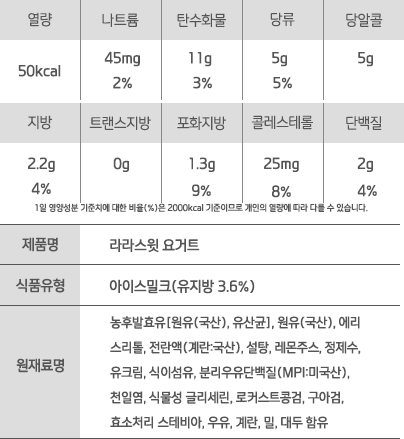 열량 나트륨 탄수화물 당류 당알콜
50kcal 45mg 2% 11g 3% 5g 5% 5g
지방 트랜스지방 포화지방 콜레스테롤 단백질
2.2g 0g 1.3g 25mg 2g
4% 9% 8% 4%
1일 영양성분 기준치에 대한 비율(%)은 2000kcal 기준이므로 개인의 열량에 따라 다를 수 있습니다.
제품명 라라스윗 요거트
식품유형 아이스밀크(유지방 3.6%)
원재료명
농후발효유[원유(국산), 유산균], 원유(국산), 에리
스리톨, 전란액(계란:국산), 설탕, 레몬주스, 정제수,
유크림, 식이섬유, 분리우유단백질(MPI:미국산),
천일염, 식물성 글리세린, 로커스트콩검, 구아검,
효소처리 스테비아, 우유, 계란, 밀, 대두 함유